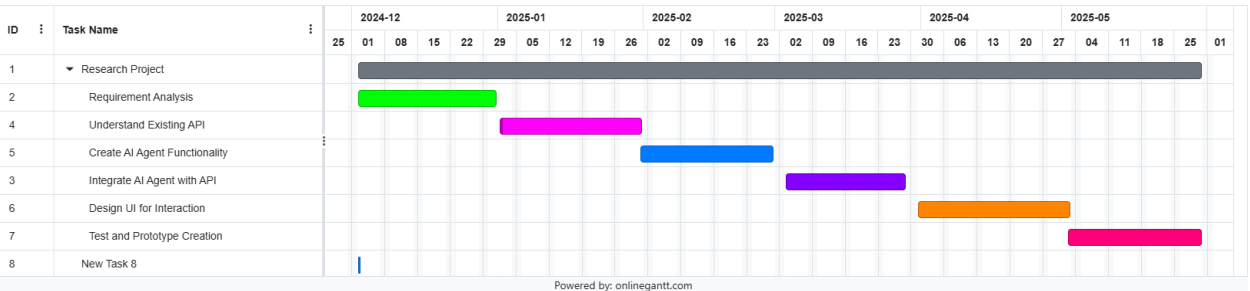 2024-12 2025-01 2025-02 2025-03 2025-04 2025-05
ID Task Name
25 01 08 15 22 29 05 12 19 26 02 09 16 23 02 09 16 23 30 06 13 20 27 04 11 18 25 01
1 Research Project
2 Requirement Analysis
4 Understand Existing API
5 Create AI Agent Functionality
3 Integrate AI Agent with API
6 Design UI for Interaction
7 Test and Prototype Creation
8 New Task 8
Powered by: onlinegantt.com